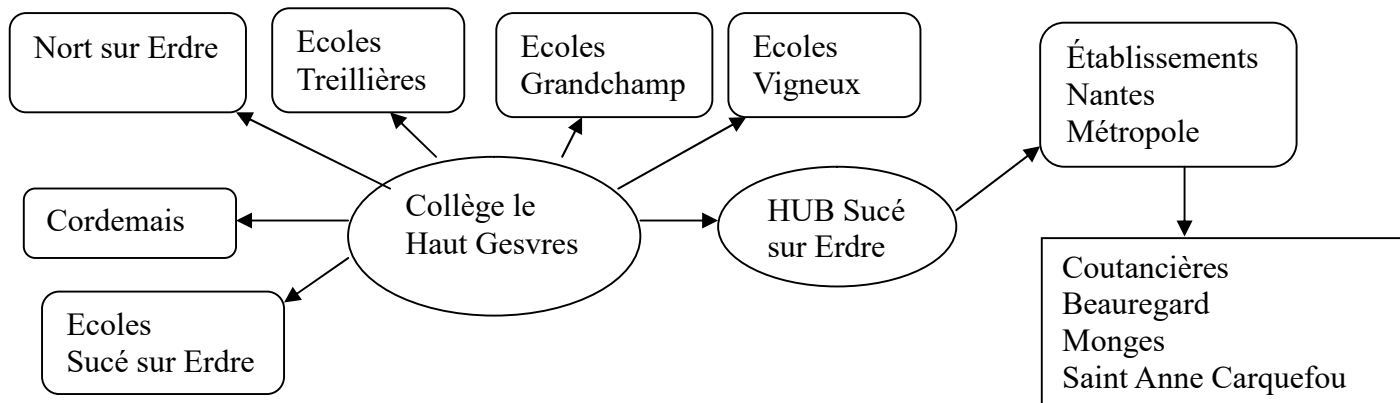 Nort sur Erdre
Ecoles
Treillières
Ecoles
Grandchamp
Ecoles
Vigneux
Établissements
Nantes
Métropole
Cordemais
Collège le
Haut Gesvres
HUB Sucé
sur Erdre
Ecoles
Sucé sur Erdre
Coutancières
Beauregard
Monges
Saint Anne Carquefou